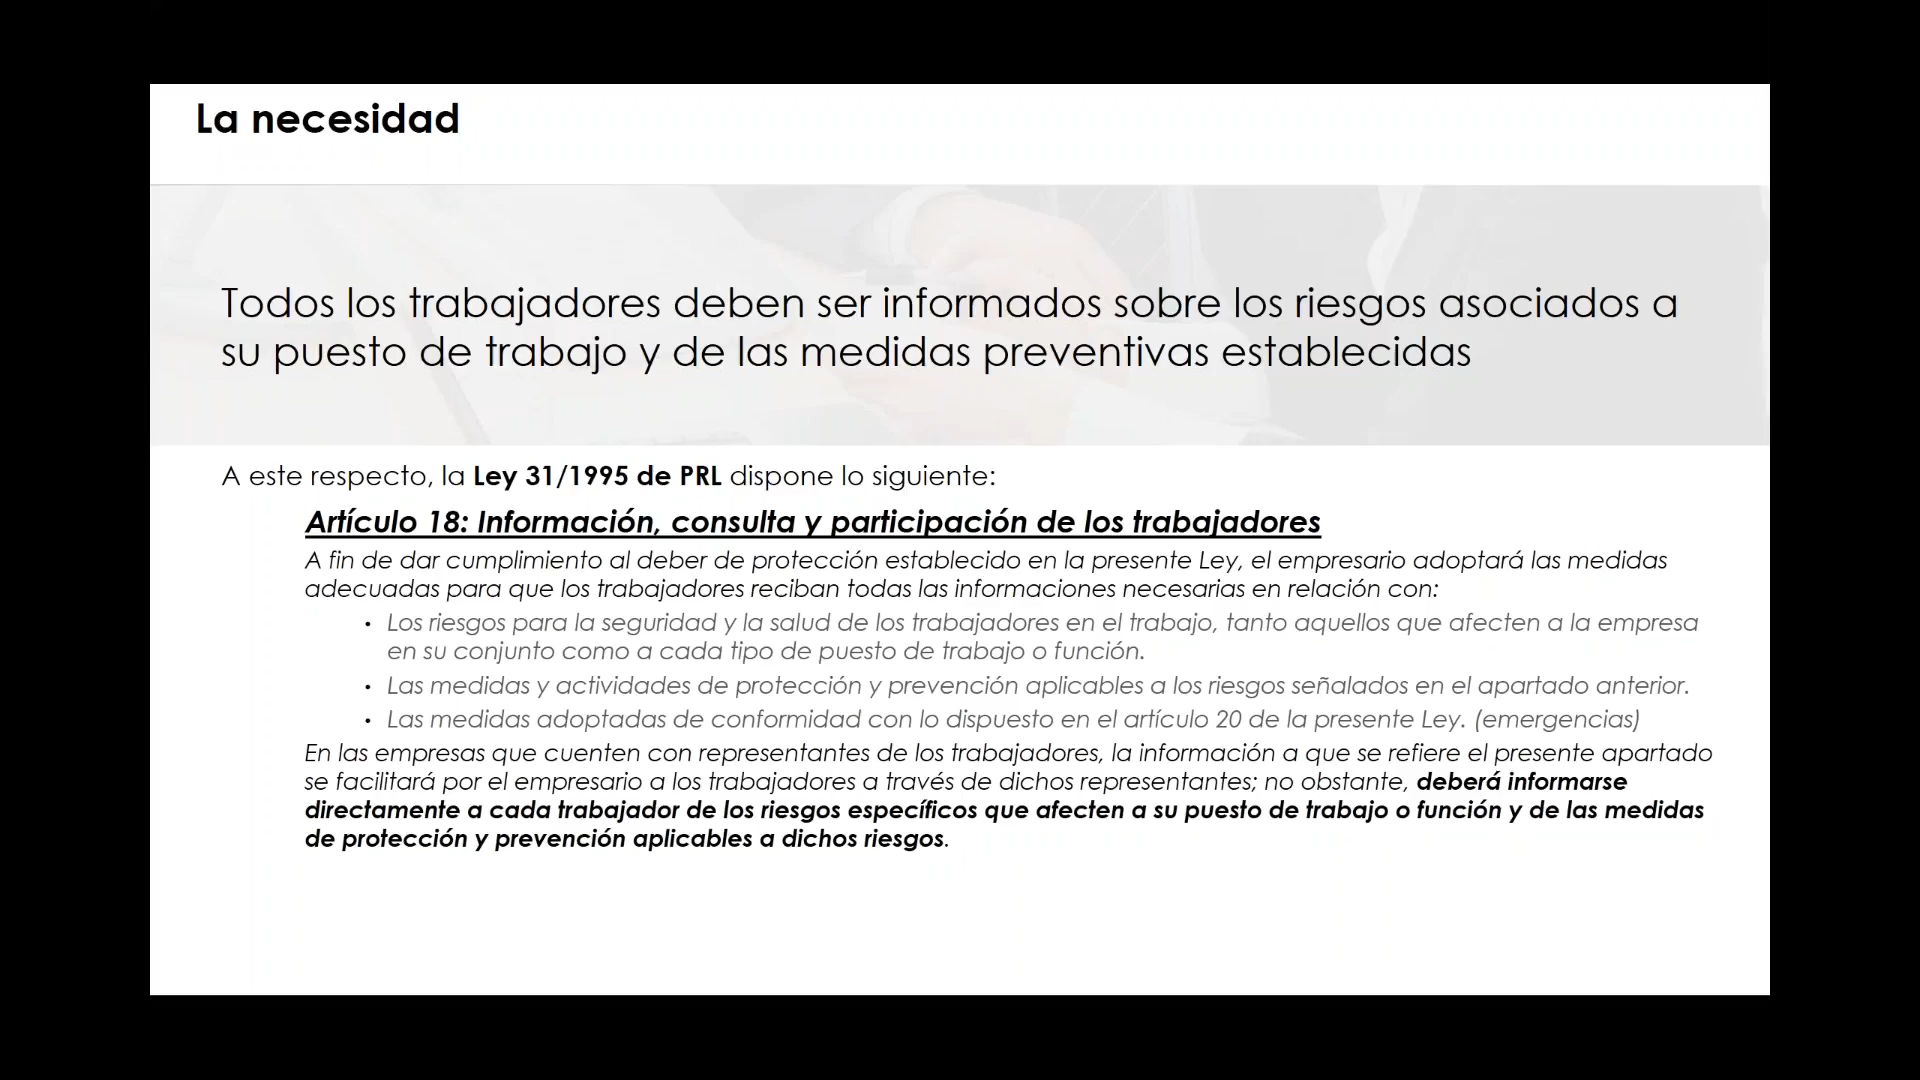 La necesidad
Todos los trabajadores deben ser informados sobre los riesgos asociados a
su puesto de trabajo y de las medidas preventivas establecidas
A este respecto, la Ley 31/1995 de PRL dispone lo siguiente:
Artículo 18: Información, consulta y participación de los trabajadores
A fin de dar cumplimiento al deber de protección establecido en la presente Ley, el empresario adoptará las medidas
adecuadas para que los trabajadores reciban todas las informaciones necesarias en relación con:
• Los riesgos para la seguridad y la salud de los trabajadores en el trabajo, tanto aquellos que afecten a la empresa
en su conjunto como a cada tipo de puesto de trabajo o función.
• Las medidas y actividades de protección y prevención aplicables a los riesgos señalados en el apartado anterior.
• Las medidas adoptadas de conformidad con lo dispuesto en el artículo 20 de la presente Ley. (emergencias)
En las empresas que cuenten con representantes de los trabajadores, la información a que se refiere el presente apartado
se facilitará por el empresario a los trabajadores a través de dichos representantes; no obstante, deberá informarse
directamente a cada trabajador de los riesgos específicos que afecten a su puesto de trabajo o función y de las medidas
de protección y prevención aplicables a dichos riesgos.